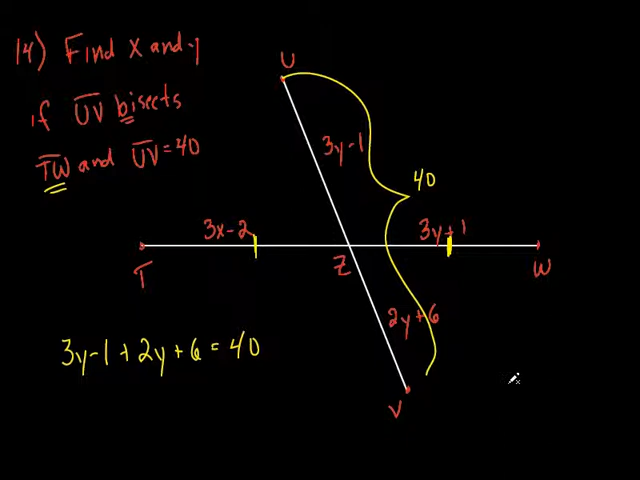 14) Find x and y
if UV bisects
TW and UV = 40
U
3y-1
40
3x-2
3y+1
T
Z
W
2y+6
3y-1+2y+6=40
V